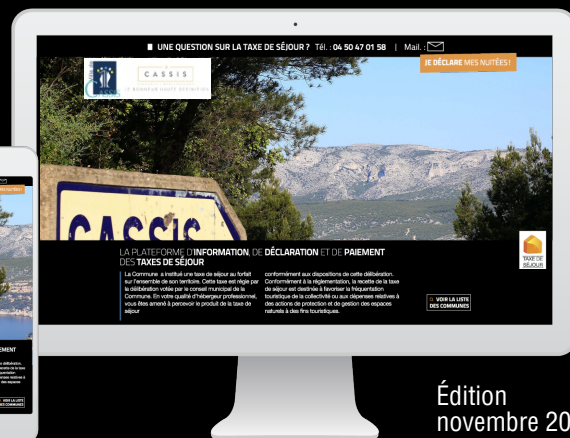 UNE QUESTION SUR LA TAXE DE SÉJOUR ? Tél. : 04 50 47 01 58 | Mail. :
JE DÉCLARE MES NUITÉES !
CASSIS
CASSIS
LE BONHEUR HAUTE DÉFINITION
CASSIS
LA PLATEFORME D'INFORMATION, DE DÉCLARATION ET DE PAIEMENT
DES TAXES DE SÉJOUR
La Commune a institué une taxe de séjour au forfait
sur l'ensemble de son territoire. Cette taxe est régie par
la délibération votée par le conseil municipal de la
Commune. En votre qualité d'hébergeur professionnel,
vous êtes amené à percevoir le produit de la taxe de
séjour
conformément aux dispositions de cette délibération.
Conformément à la réglementation, la recette de la taxe
de séjour est destinée à favoriser la fréquentation
touristique de la collectivité ou aux dépenses relatives à
des actions de protection et de gestion des espaces
naturels à des fins touristiques.
TAXE DE
SÉJOUR
VOIR LA LISTE
DES COMMUNES
EMENT
VOIR LA LISTE
DES COMMUNES
Édition
novembre 20